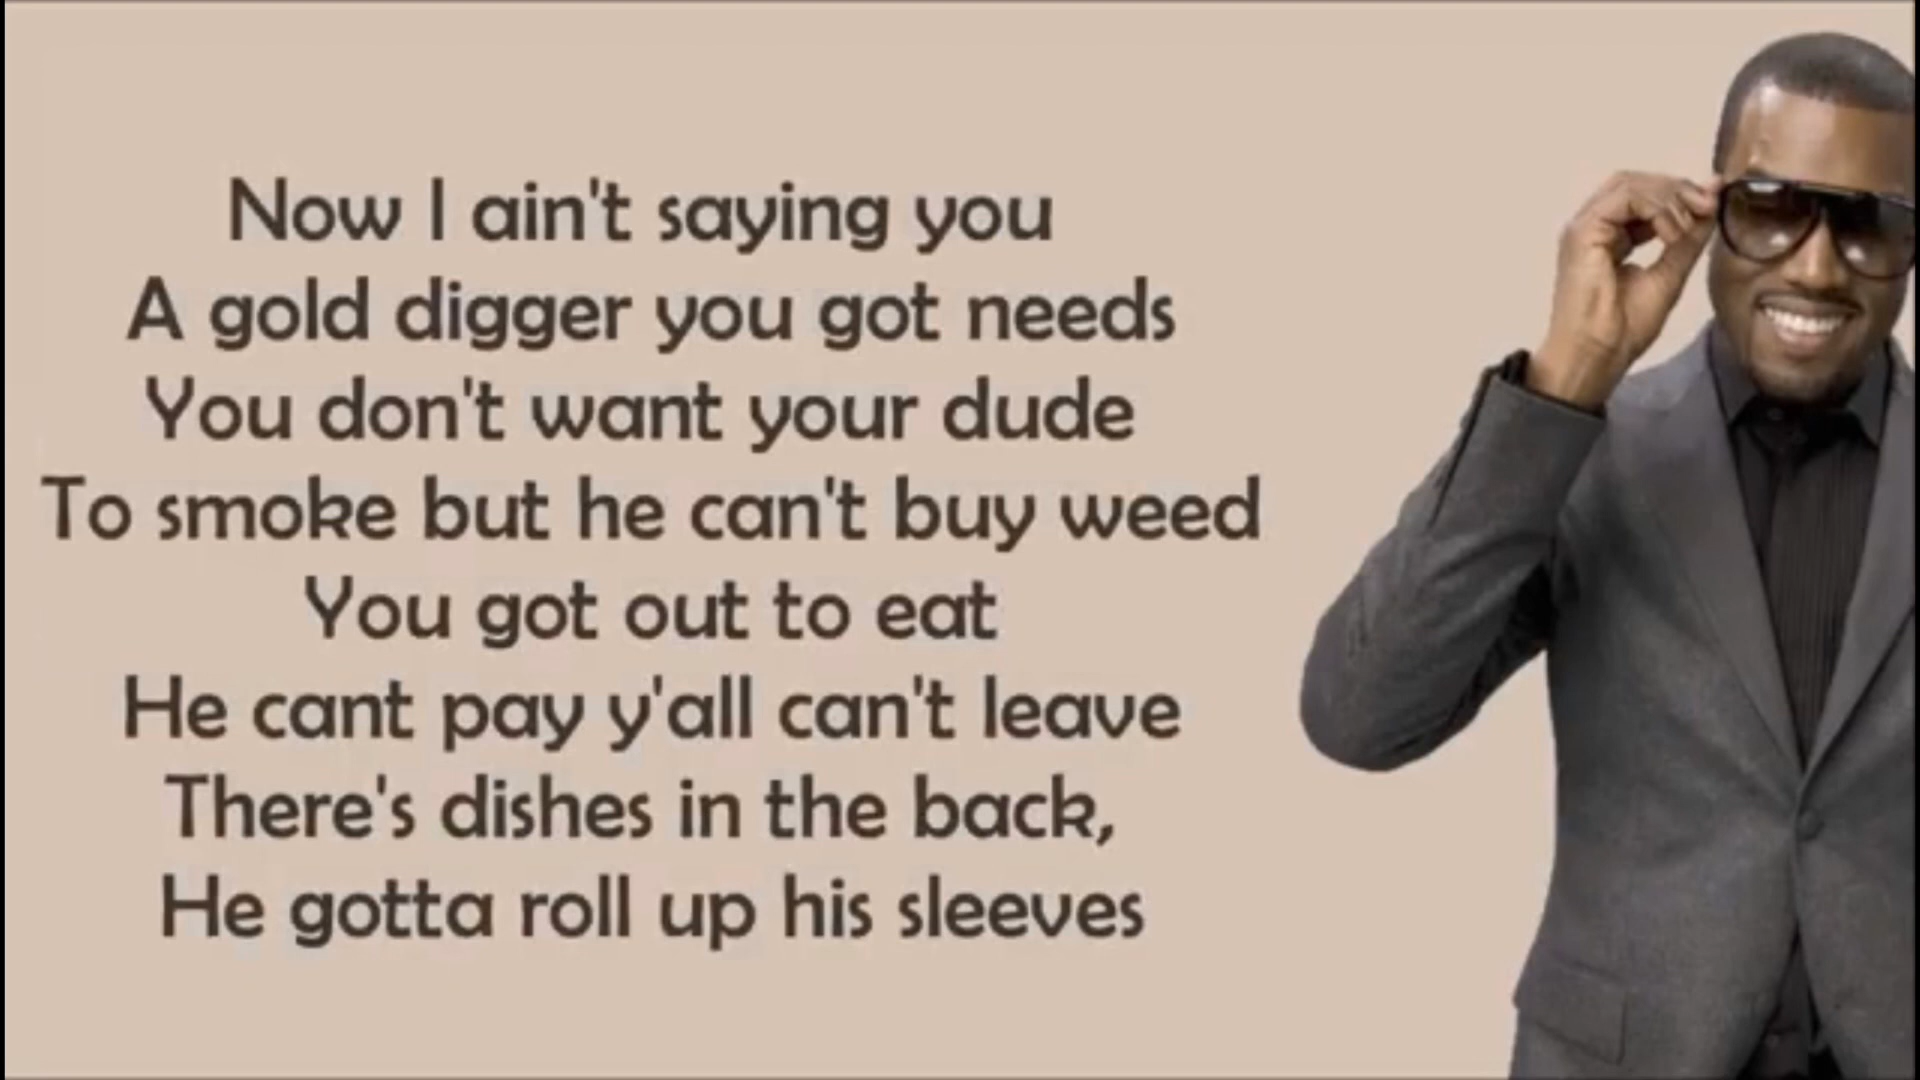 Now I ain't saying you
A gold digger you got needs
You don't want your dude
To smoke but he can't buy weed
You got out to eat
He cant pay y'all can't leave
There's dishes in the back,
He gotta roll up his sleeves